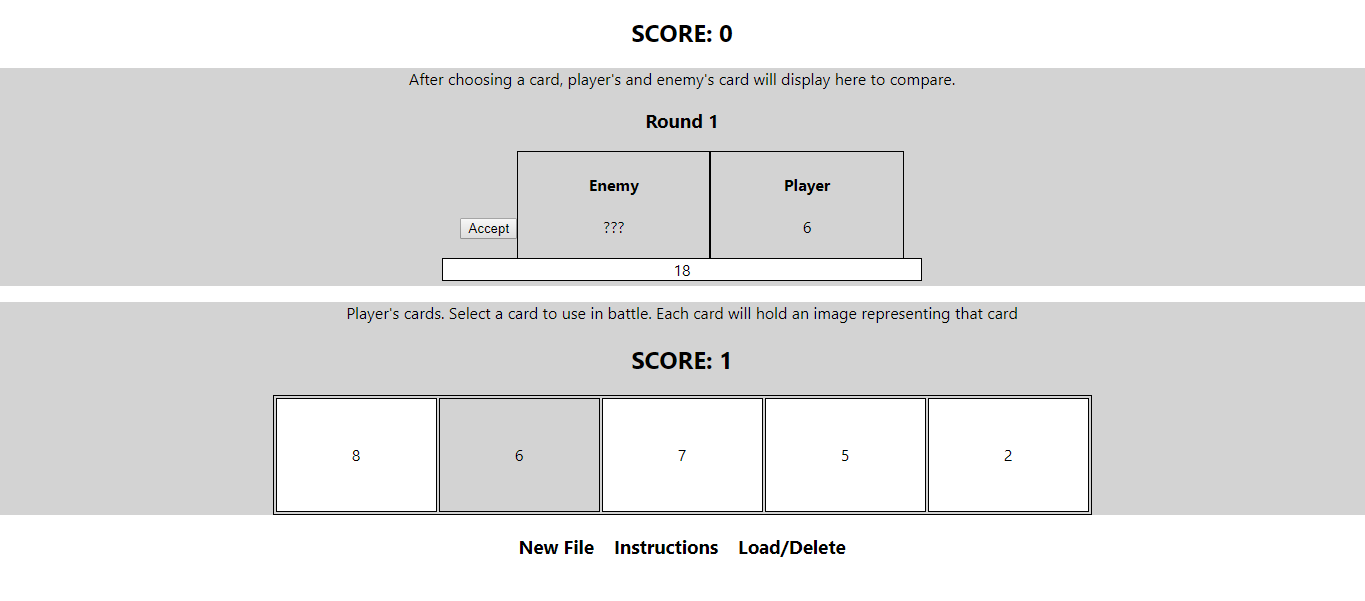 SCORE: 0
After choosing a card, player's and enemy's card will display here to compare.
Round 1
Enemy Player
Accept ??? 6
18
Player's cards. Select a card to use in battle. Each card will hold an image representing that card
SCORE: 1
8 6 7 5 2
New File Instructions Load/Delete